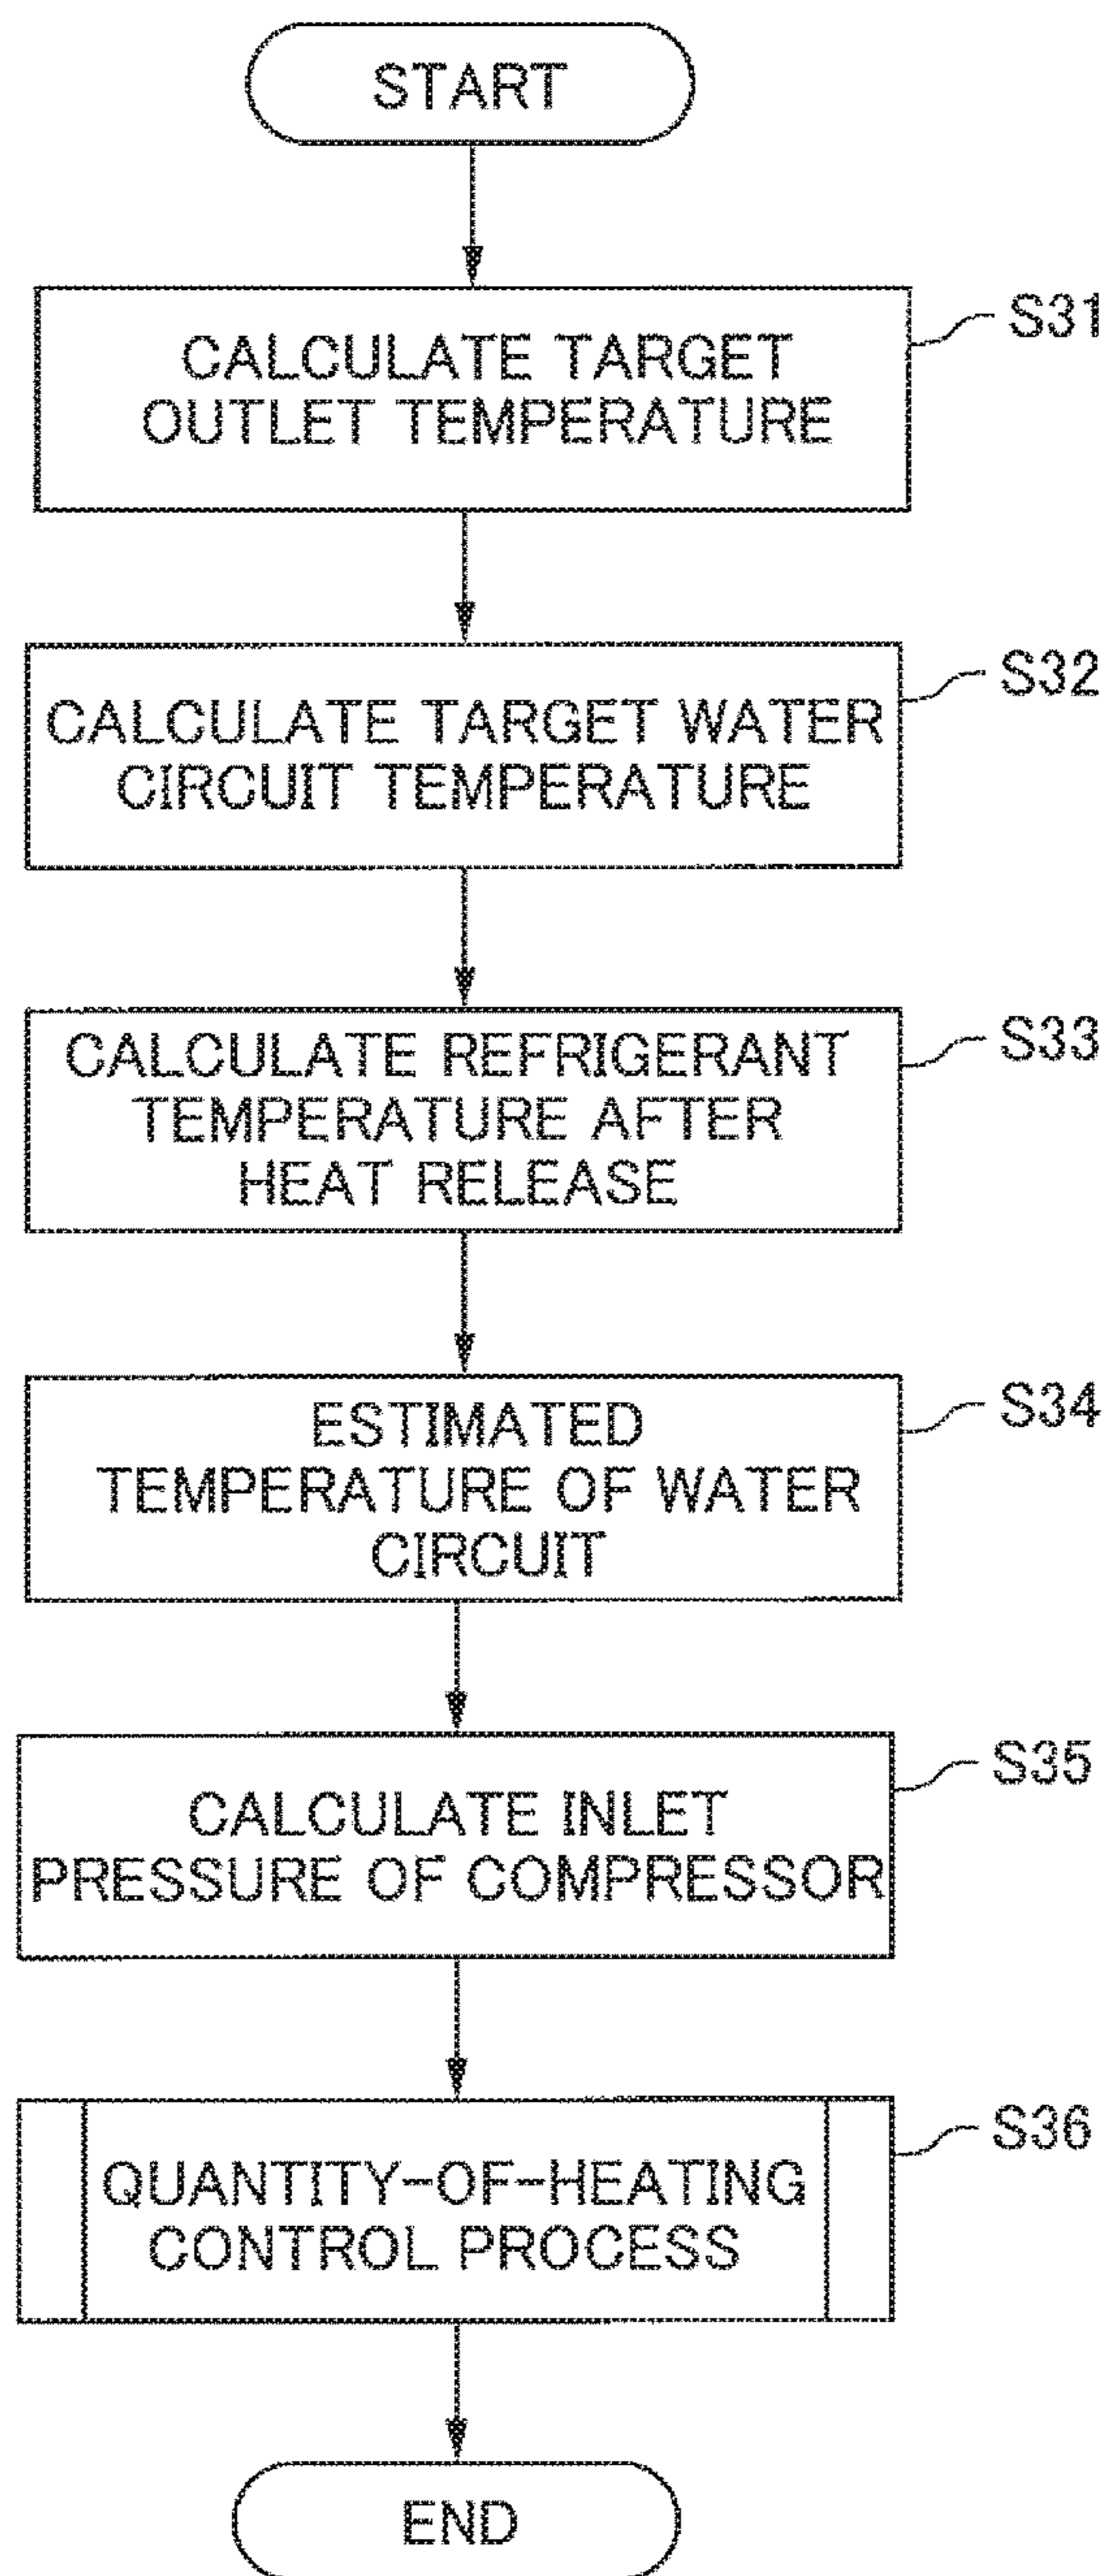 START
CALCULATE TARGET
OUTLET TEMPERATURE
S31
CALCULATE TARGET WATER
CIRCUIT TEMPERATURE
S32
CALCULATE REFRIGERANT
TEMPERATURE AFTER
HEAT RELEASE
S33
ESTIMATED
TEMPERATURE OF WATER
CIRCUIT
S34
CALCULATE INLET
PRESSURE OF COMPRESSOR
S35
QUANTITY-OF-HEATING
CONTROL PROCESS
S36
END